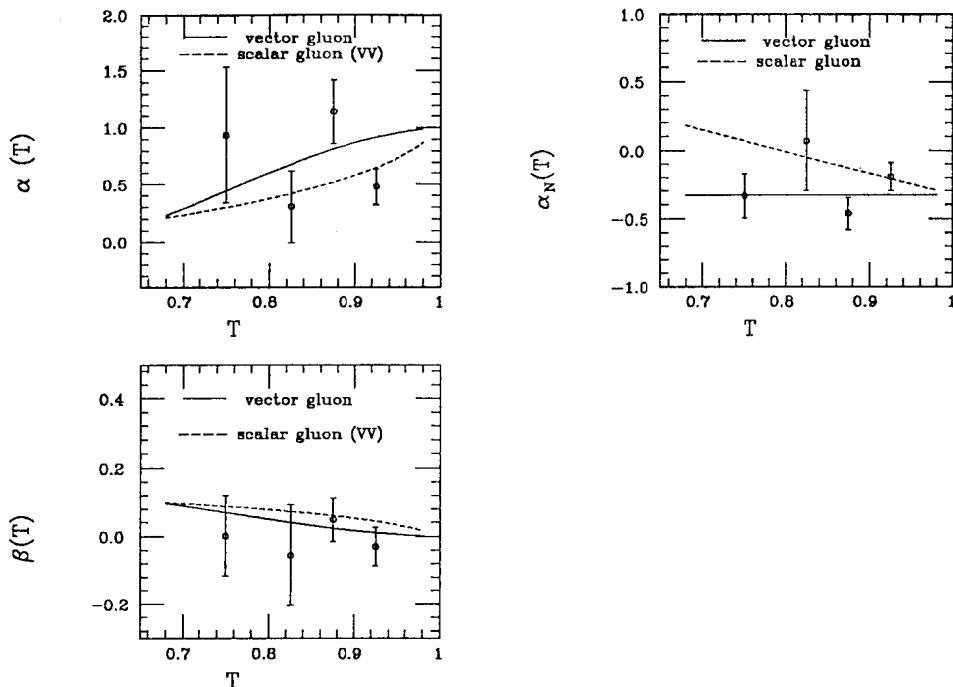 2.0
1.5
1.0
0.5
0.0
α (T)
vector gluon
scalar gluon (VV)
0.7 0.8 0.9 1
T
1.0
0.5
0.0
−0.5
−1.0
α_N(T)
vector gluon
scalar gluon
0.7 0.8 0.9 1
T
0.4
0.2
0.0
−0.2
β(T)
vector gluon
scalar gluon (VV)
0.7 0.8 0.9 1
T